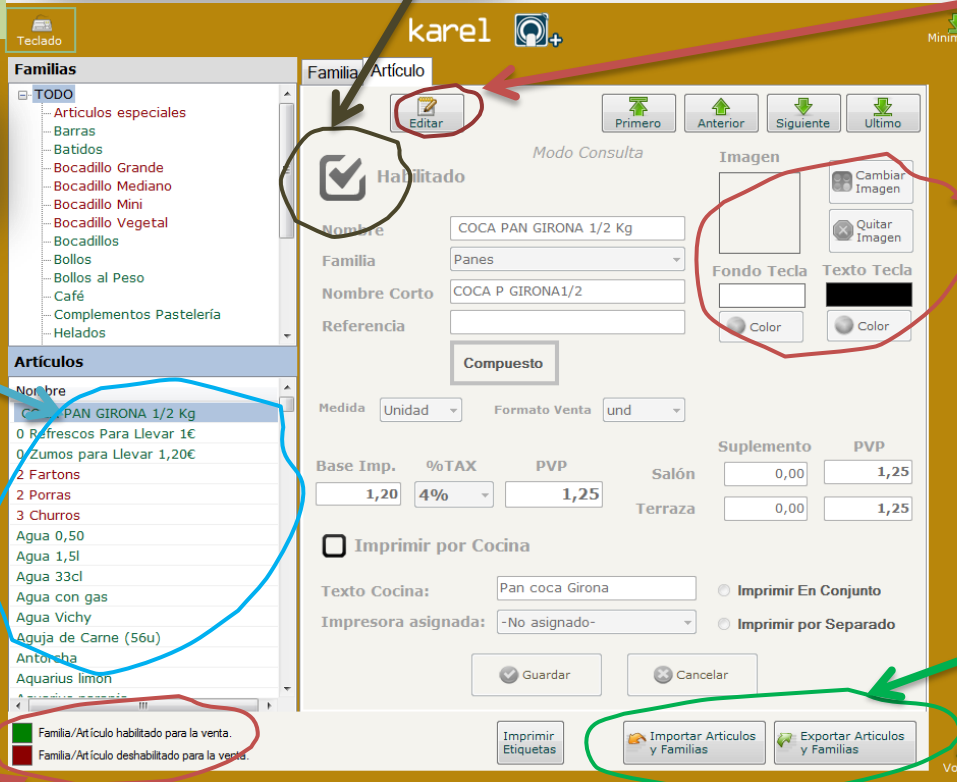 Teclado
karel
Minim
Familias
TODO
Articulos especiales
Barras
Batidos
Bocadillo Grande
Bocadillo Mediano
Bocadillo Mini
Bocadillo Vegetal
Bocadillos
Bollos
Bollos al Peso
Café
Complementos Pastelería
Helados
Artículos
Nombre
COCA PAN GIRONA 1/2 Kg
0 Refrescos Para Llevar 1€
0 Zumos para Llevar 1,20€
2 Fartons
2 Porras
3 Churros
Agua 0,50
Agua 1,5l
Agua 33cl
Agua con gas
Agua Vichy
Aguja de Carne (56u)
Antorcha
Aquarius limon
Familia/Artículo habilitado para la venta.
Familia/Artículo deshabilitado para la venta.
Familia Artículo
Editar
Primero Anterior Siguiente Ultimo
Modo Consulta
Habilitado
Imagen
Cambiar
Imagen
Quitar
Imagen
Nombre COCA PAN GIRONA 1/2 Kg
Familia Panes
Nombre Corto COCA P GIRONA1/2
Referencia
Fondo Tecla Texto Tecla
Color Color
Compuesto
Medida Unidad Formato Venta und
Suplemento PVP
Base Imp. %TAX PVP
1,20 4% 1,25
Salón 0,00 1,25
Terraza 0,00 1,25
Imprimir por Cocina
Texto Cocina: Pan coca Girona
Imprimir En Conjunto
Impresora asignada: -No asignado-
Imprimir por Separado
Guardar Cancelar
Imprimir
Etiquetas
Importar Articulos
y Familias
Exportar Articulos
y Familias
Vo